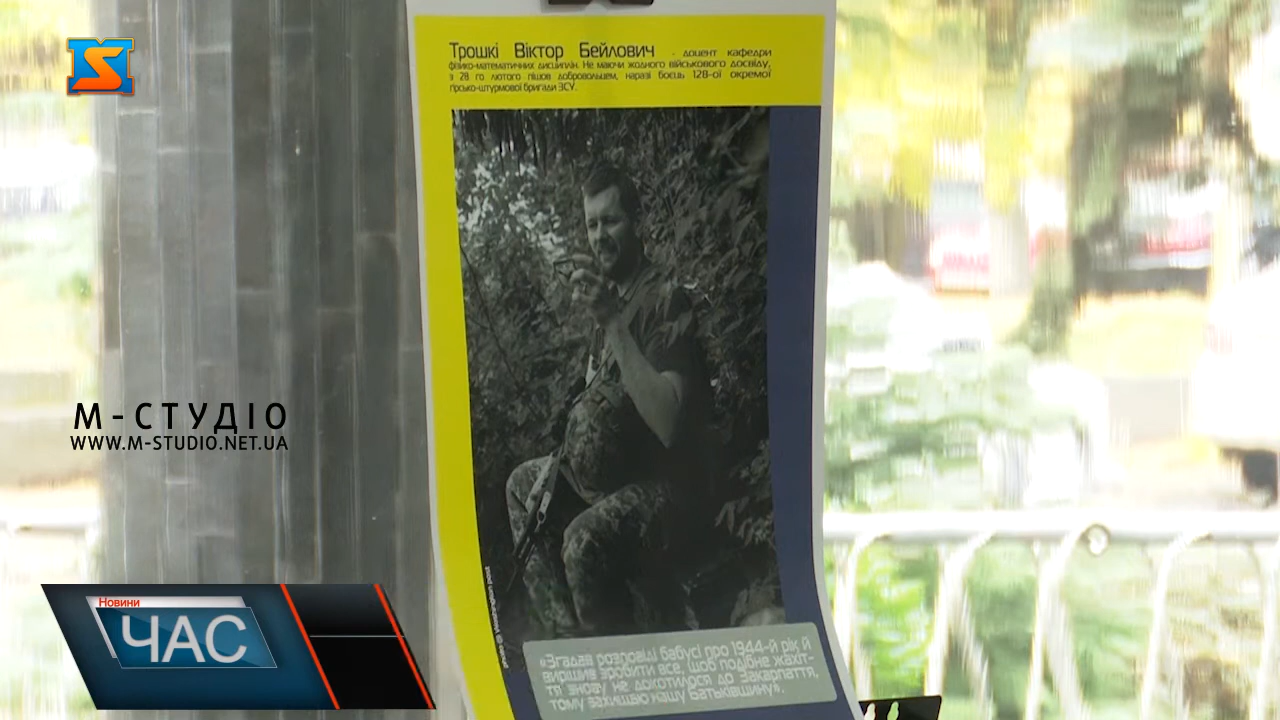 Трошкі Віктор Бейлович - доцент кафедри
фізико-математичних дисциплін. Не маючи жодного військового досвіду,
з 28 го лютого пішов добровольцем, наразі боєць 128-ої окремої
гірсько-штурмової бригади ЗСУ.
М-СТУДІО
WWW.M-STUDIO.NET.UA
Новини
ЧАС
«Згадав розповіді бабусі про 1944-й рік й
вирішив зробити все, щоб подібне жахіт-
тя знову не докотилося до Закарпаття,
тому захищаю нашу Батьківщину».